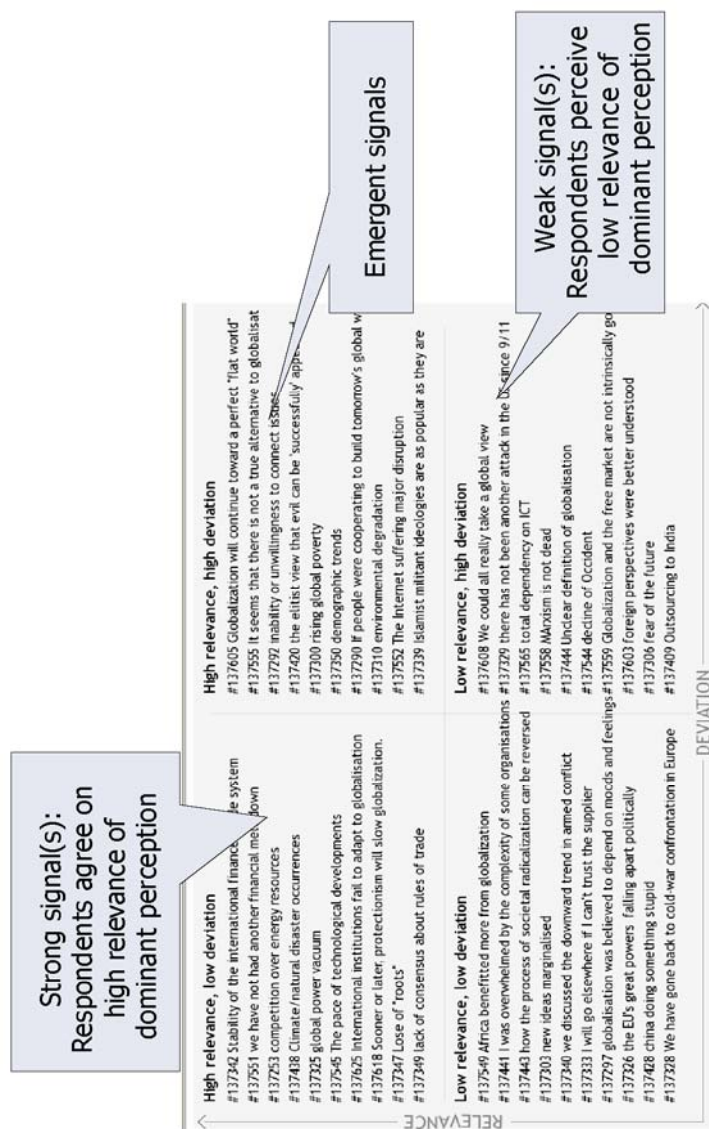 Strong signal(s):
Respondents agree on
high relevance of
dominant perception
Emergent signals
Weak signal(s):
Respondents perceive
low relevance of
dominant perception
High relevance, low deviation
#137342 Stability of the international finance system
#137551 we have not had another financial meltdown
#137253 competition over energy resources
#137438 Climate/natural disaster occurrences
#137325 global power vacuum
#137545 The pace of technological developments
#137625 International institutions fail to adapt to globalisation
#137618 Sooner or later, protectionism will slow globalization.
#137347 Lose of "roots"
#137349 lack of consensus about rules of trade
High relevance, high deviation
#137605 Globalization will continue toward a perfect "flat world"
#137555 It seems that there is not a true alternative to globalisat
#137292 inability or unwillingness to connect issues
#137420 the elitist view that evil can be 'successfully'
#137300 rising global poverty
#137350 demographic trends
#137290 If people were cooperating to build tomorrow's global w
#137310 environmental degradation
#137552 The Internet suffering major disruption
#137339 Islamist militant ideologies are as popular as they are
Low relevance, low deviation
#137549 Africa benefitted more from globalization
#137441 I was overwhelmed by the complexity of some organisations
#137443 how the process of societal radicalization can be reversed
#137303 new ideas marginalised
#137340 we discussed the downward trend in armed conflict
#137333 I will go elsewhere if I can't trust the supplier
#137297 globalisation was believed to depend on moods and feelings
#137326 the EU's great powers falling apart politically
#137428 china doing something stupid
#137328 We have gone back to cold-war confrontation in Europe
Low relevance, high deviation
#137608 We could all really take a global view
#137329 there has not been another attack in the since 9/11
#137565 total dependency on ICT
#137558 MArxism is not dead
#137444 Unclear definition of globalisation
#137544 decline of Occident
#137559 Globalization and the free market are not intrinsically go
#137603 foreign perspectives were better understood
#137306 fear of the future
#137409 Outsourcing to India
RELEVANCE
DEVIATION